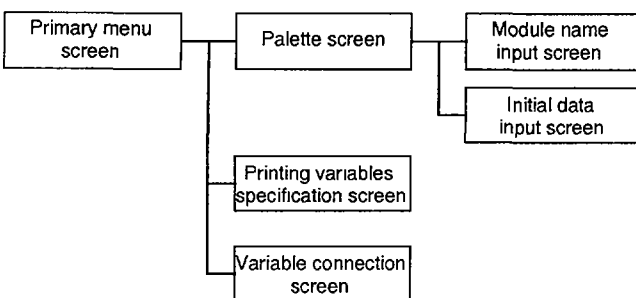 Primary menu
screen
Palette screen
Module name
input screen
Initial data
input screen
Printing variables
specification screen
Variable connection
screen